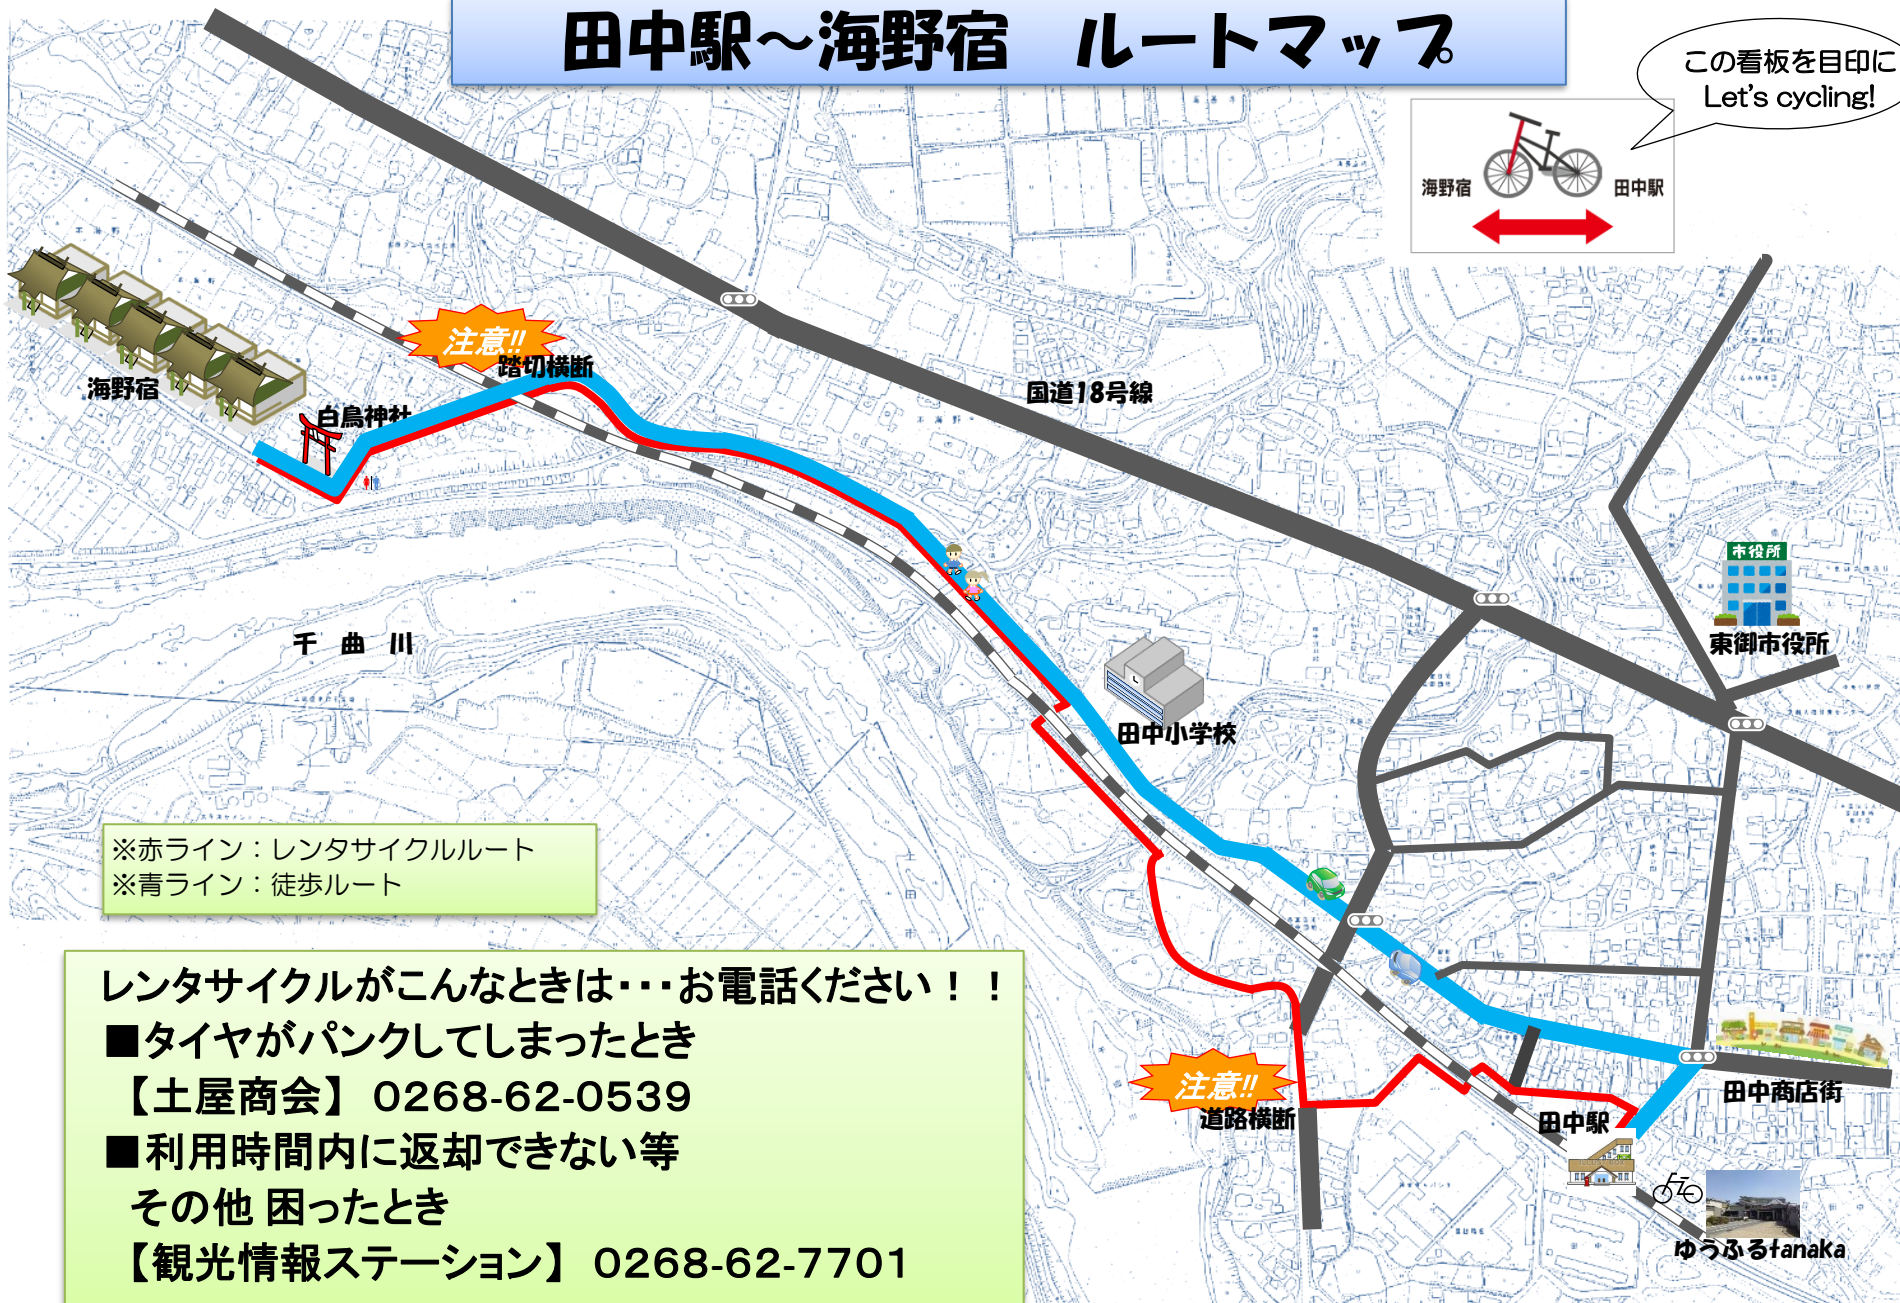 田中駅～海野宿 ルートマップ
この看板を目印に
Let's cycling!
海野宿
田中駅
注意!!
踏切横断
海野宿
白鳥神社
国道18号線
市役所
東御市役所
千曲川
田中小学校
※赤ライン：レンタサイクルルート
※青ライン：徒歩ルート
レンタサイクルがこんなときは・・・お電話ください！！
■タイヤがパンクしてしまったとき
【土屋商会】 0268-62-0539
■利用時間内に返却できない等
その他 困ったとき
【観光情報ステーション】 0268-62-7701
注意!!
道路横断
田中商店街
田中駅
ゆうふるtanaka